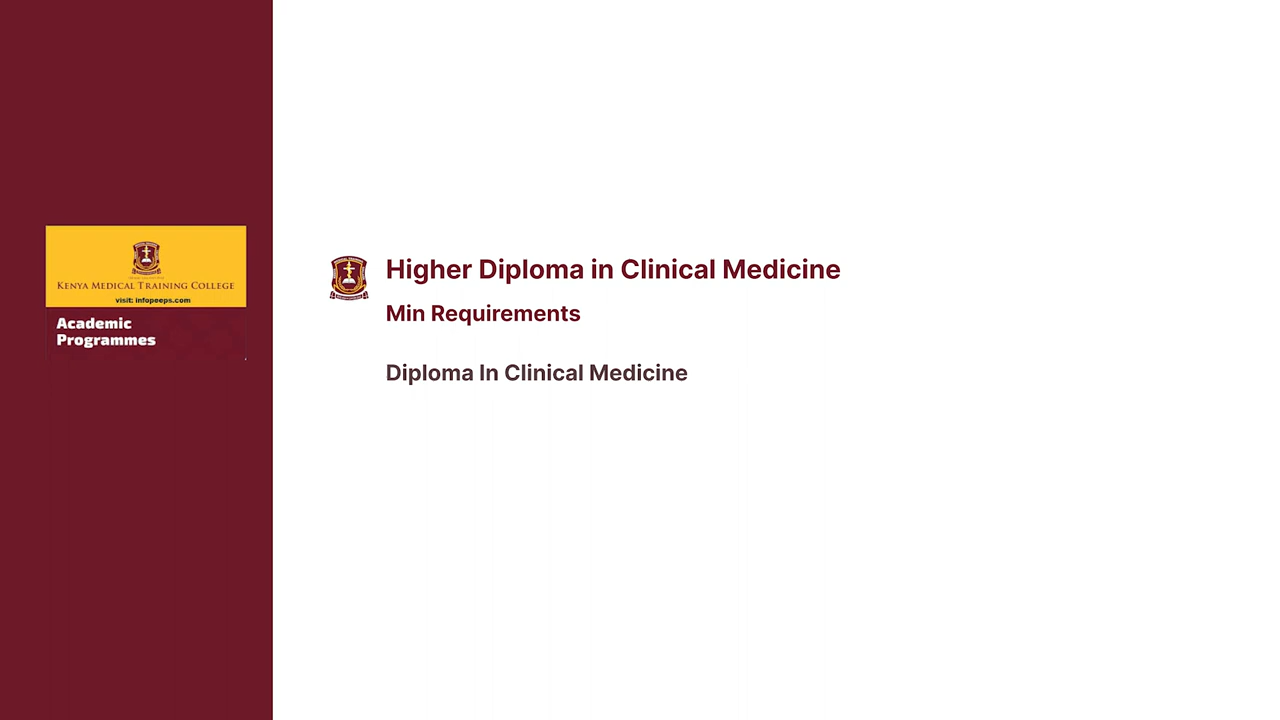 KENYA MEDICAL TRAINING COLLEGE
visit: infopeeps.com
Academic
Programmes
Higher Diploma in Clinical Medicine
Min Requirements
Diploma In Clinical Medicine